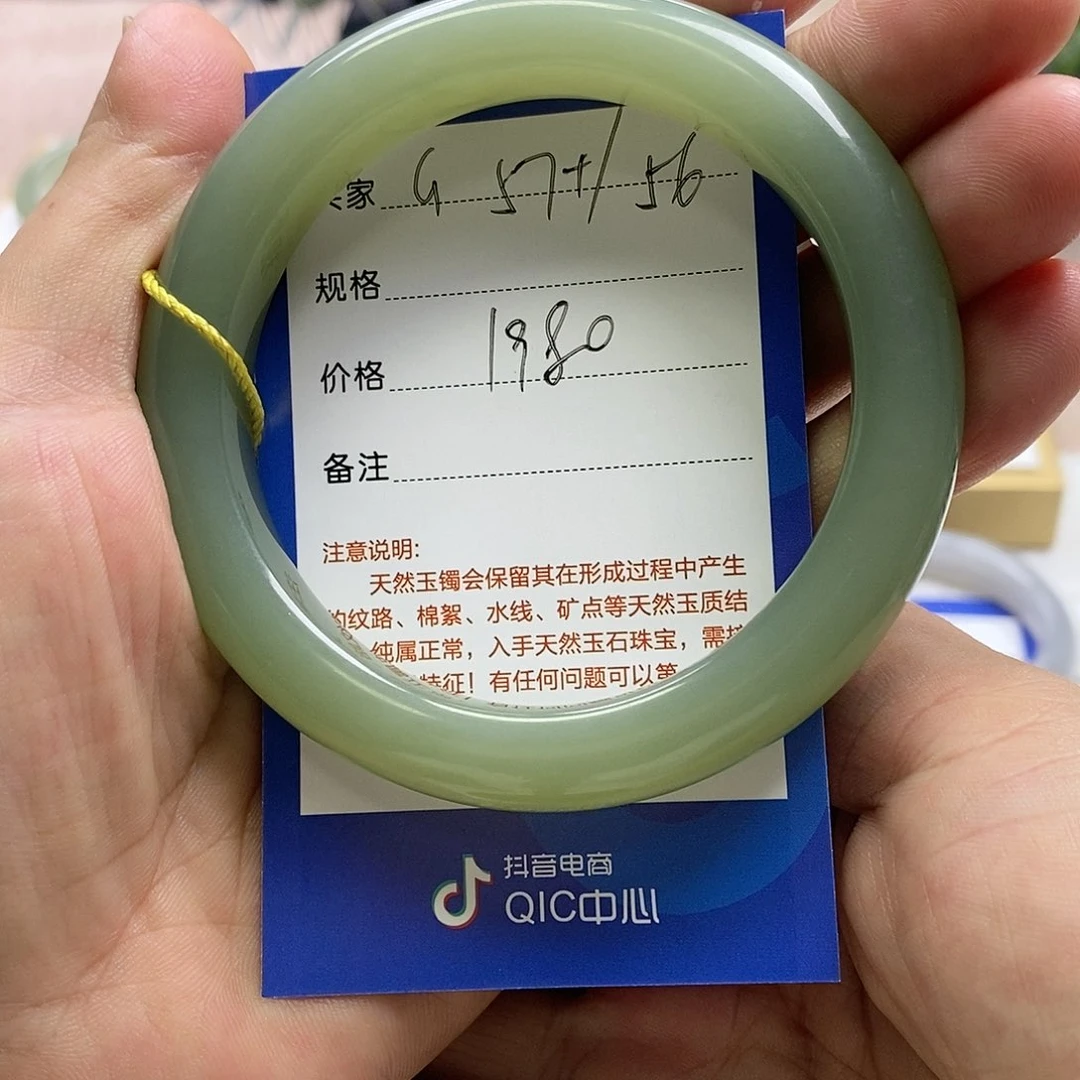 家 G 57+/ 56
规格
价格 1980
备注
注意说明:
天然玉镯会保留其在形成过程中产生
的纹路、棉絮、水线、矿点等天然玉质结
纯属正常，入手天然玉石珠宝，需
特征！有任何问题可以第
抖音电商
QIC中心